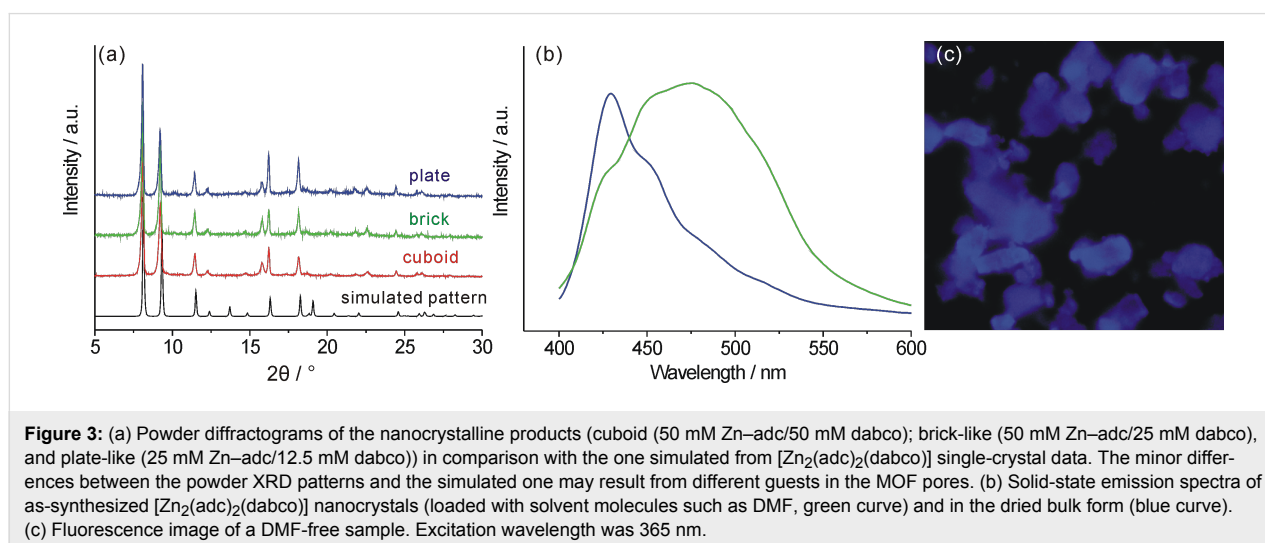 (a)
Intensity / a.u.
plate
brick
cuboid
simulated pattern
5 10 15 20 25 30
2θ / °
(b)
Intensity / a.u.
400 450 500 550 600
Wavelength / nm
(c)
Figure 3: (a) Powder diffractograms of the nanocrystalline products (cuboid (50 mM Zn–adc/50 mM dabco); brick-like (50 mM Zn–adc/25 mM dabco),
and plate-like (25 mM Zn–adc/12.5 mM dabco)) in comparison with the one simulated from [Zn₂(adc)₂(dabco)] single-crystal data. The minor differ-
ences between the powder XRD patterns and the simulated one may result from different guests in the MOF pores. (b) Solid-state emission spectra of
as-synthesized [Zn₂(adc)₂(dabco)] nanocrystals (loaded with solvent molecules such as DMF, green curve) and in the dried bulk form (blue curve).
(c) Fluorescence image of a DMF-free sample. Excitation wavelength was 365 nm.